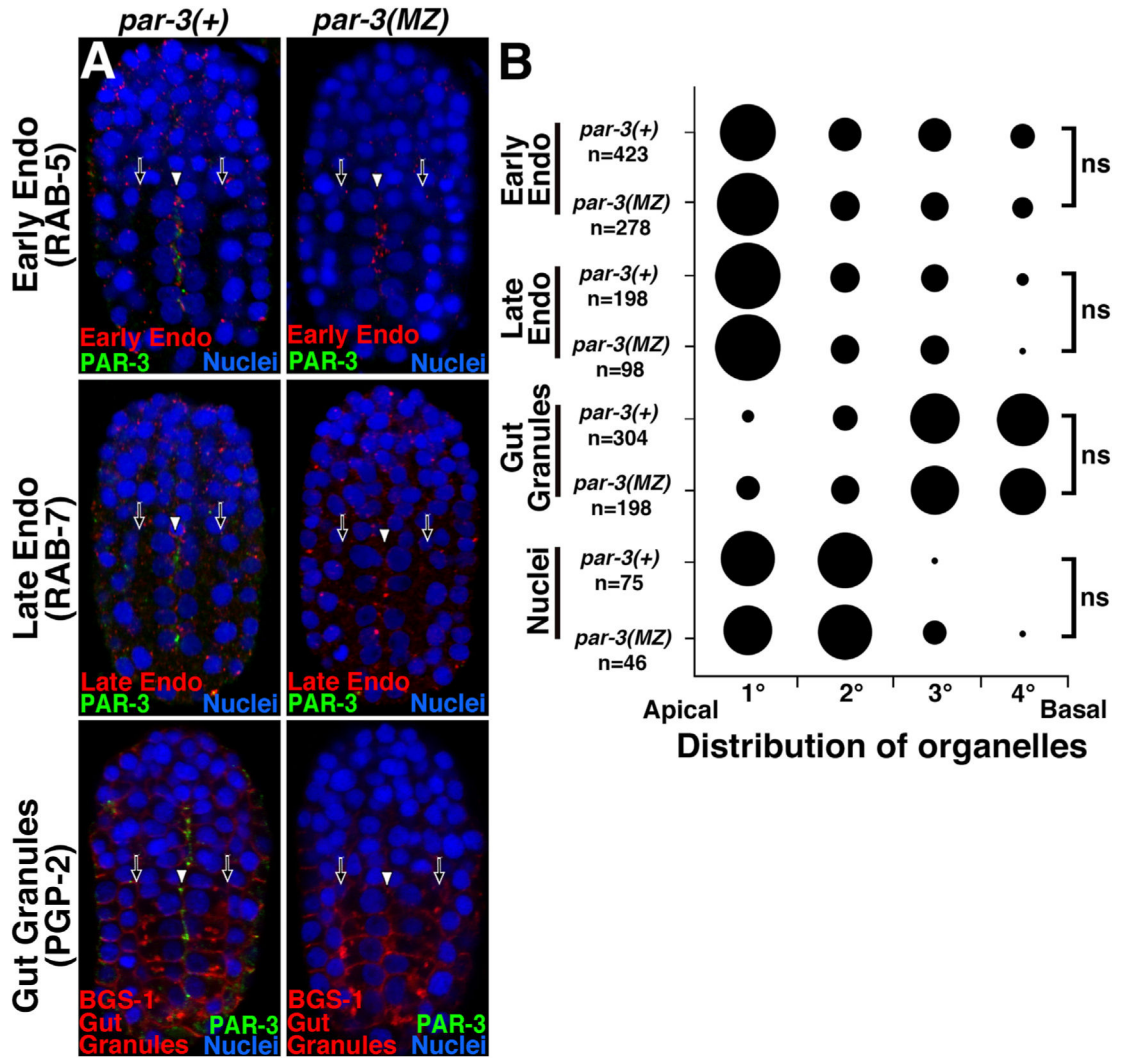 par-3(+)
par-3(MZ)
A
Early Endo
(RAB-5)
Early Endo
PAR-3 Nuclei
Early Endo
PAR-3 Nuclei
Late Endo
(RAB-7)
Late Endo
PAR-3 Nuclei
Late Endo
PAR-3 Nuclei
Gut Granules
(PGP-2)
BGS-1
Gut PAR-3
Granules Nuclei
BGS-1
Gut PAR-3
Granules Nuclei
B
Early
Endo
par-3(+)
n=423
par-3(MZ)
n=278
ns
Late
Endo
par-3(+)
n=198
par-3(MZ)
n=98
ns
Gut
Granules
par-3(+)
n=304
par-3(MZ)
n=198
ns
Nuclei
par-3(+)
n=75
par-3(MZ)
n=46
ns
1° 2° 3° 4°
Apical Basal
Distribution of organelles